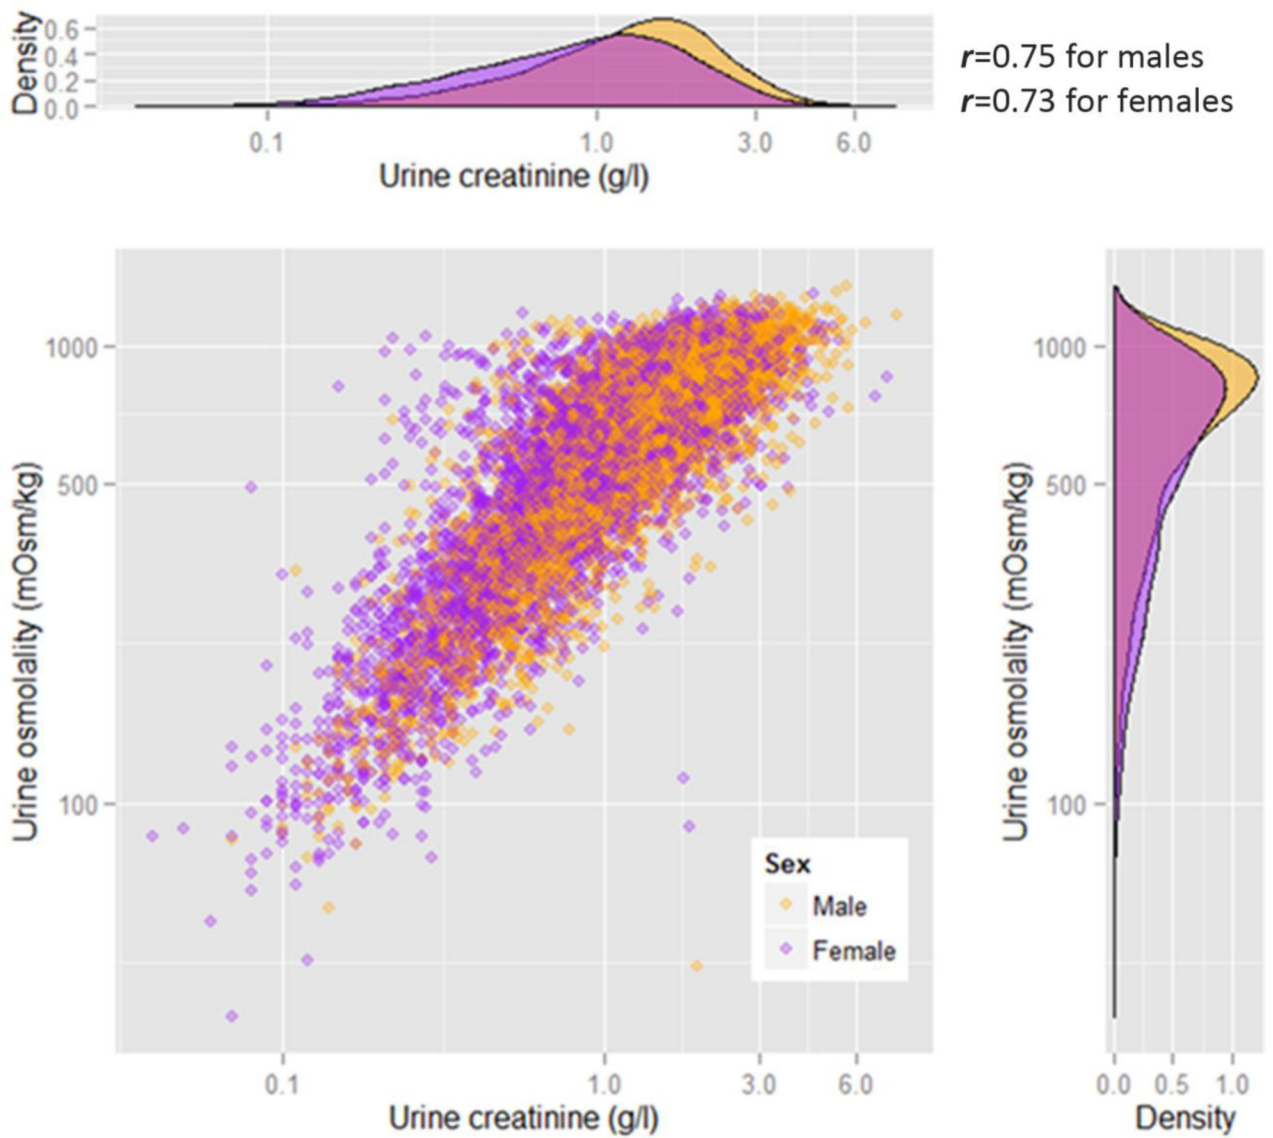 Density
0.6
0.4
0.2
0.0
0.1 1.0 3.0 6.0
Urine creatinine (g/l)
r=0.75 for males
r=0.73 for females
Urine osmolality (mOsm/kg)
1000
500
100
Sex
Male
Female
0.1 1.0 3.0 6.0
Urine creatinine (g/l)
Urine osmolality (mOsm/kg)
1000
500
100
0.0 0.5 1.0
Density